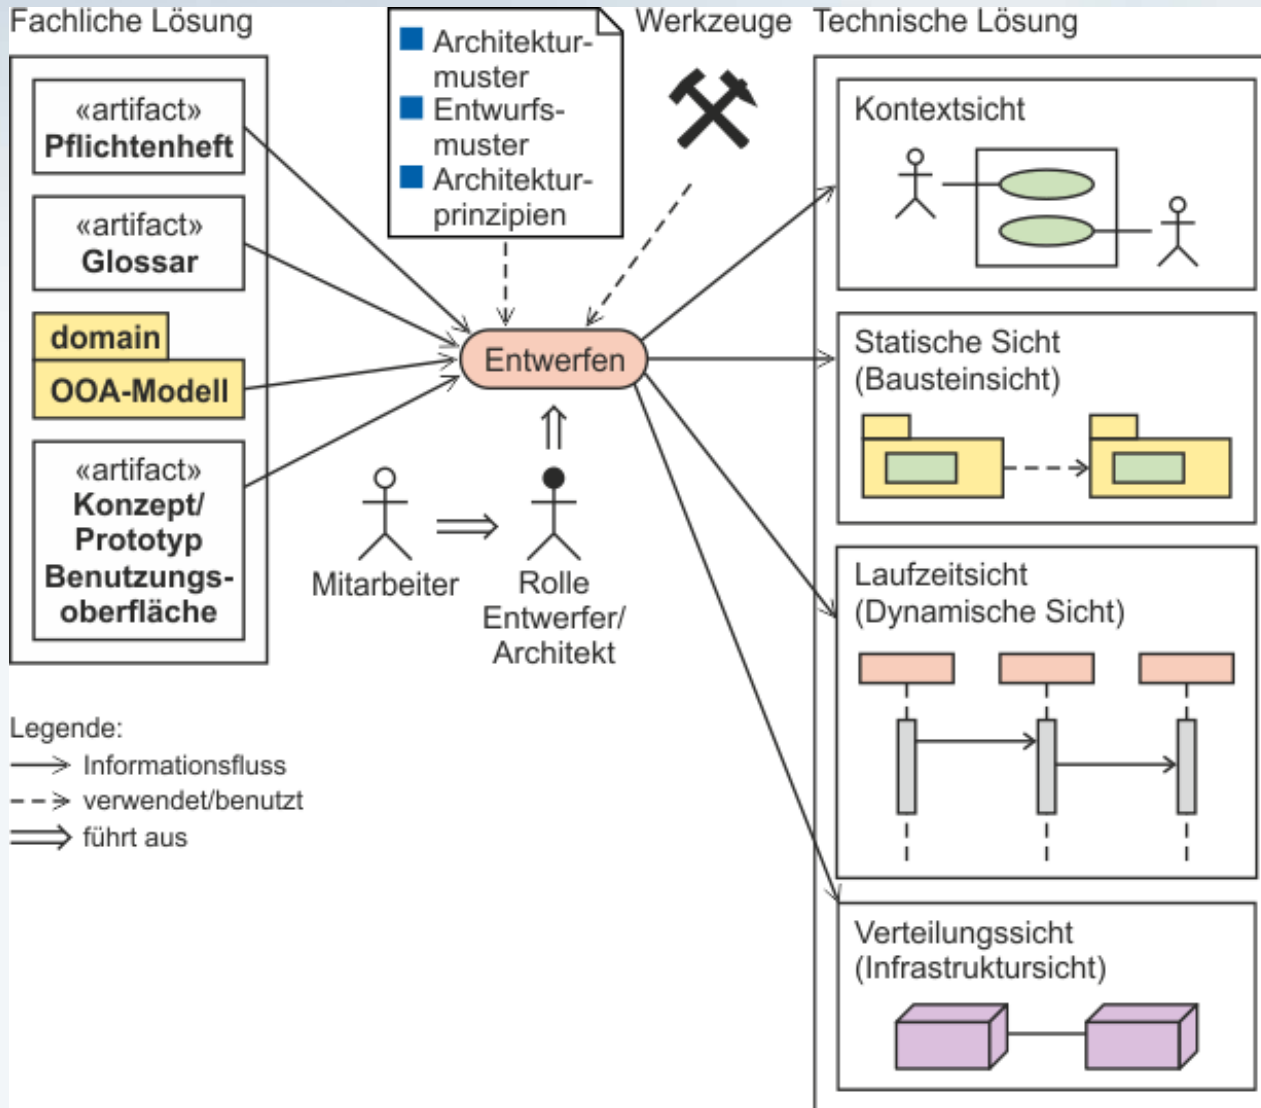 Fachliche Lösung
«artifact»
Pflichtenheft
«artifact»
Glossar
domain
OOA-Modell
«artifact»
Konzept/
Prototyp
Benutzungs-
oberfläche
Architektur-
muster
Entwurfs-
muster
Architektur-
prinzipien
Werkzeuge
Entwerfen
Mitarbeiter
Rolle
Entwerfer/
Architekt
Technische Lösung
Kontextsicht
Statische Sicht
(Bausteinsicht)
Laufzeitsicht
(Dynamische Sicht)
Verteilungssicht
(Infrastruktursicht)
Legende:
Informationsfluss
verwendet/benutzt
führt aus